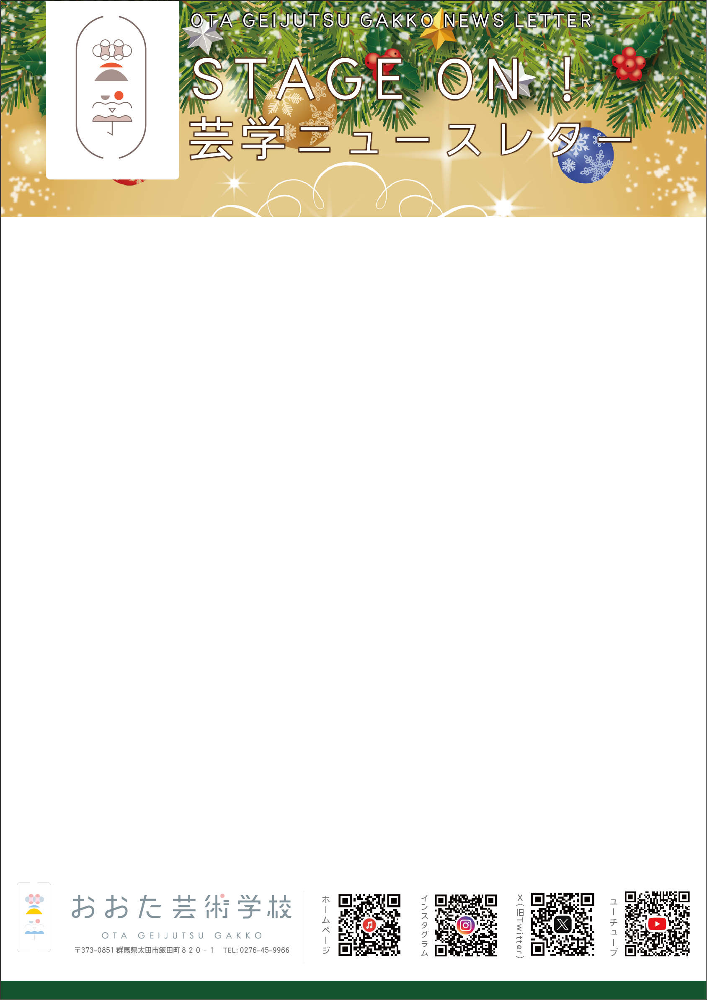 OTA GEIJUTSU GAKKO NEWS LETTER
STAGE ON !
芸学ニュースレター
おおた芸術学校
OTA GEIJUTSU GAKKO
〒373-0851 群馬県太田市飯田町８２０−１ TEL: 0276-45-9966
ホームページ
インスタグラム
X（旧Twitter）
ユーチューブ